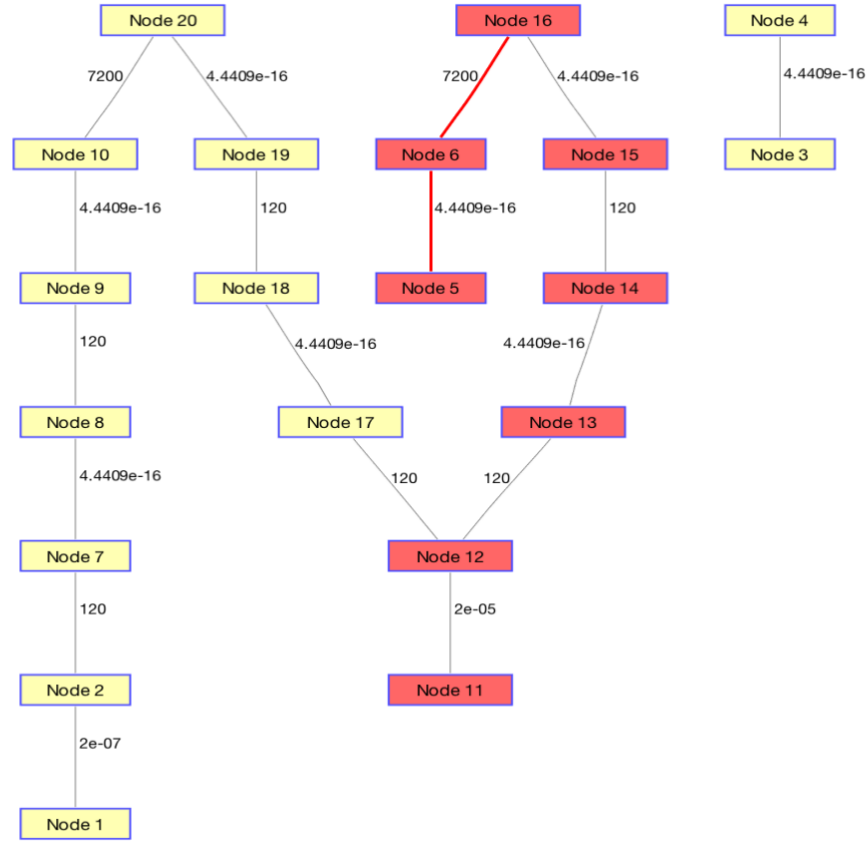 Node 20
Node 16
Node 4
7200
4.4409e-16
7200
4.4409e-16
4.4409e-16
Node 10
Node 19
Node 6
Node 15
Node 3
4.4409e-16
120
4.4409e-16
120
Node 9
Node 18
Node 5
Node 14
120
4.4409e-16
4.4409e-16
Node 8
Node 17
Node 13
4.4409e-16
120
120
Node 7
Node 12
120
2e-05
Node 2
Node 11
2e-07
Node 1